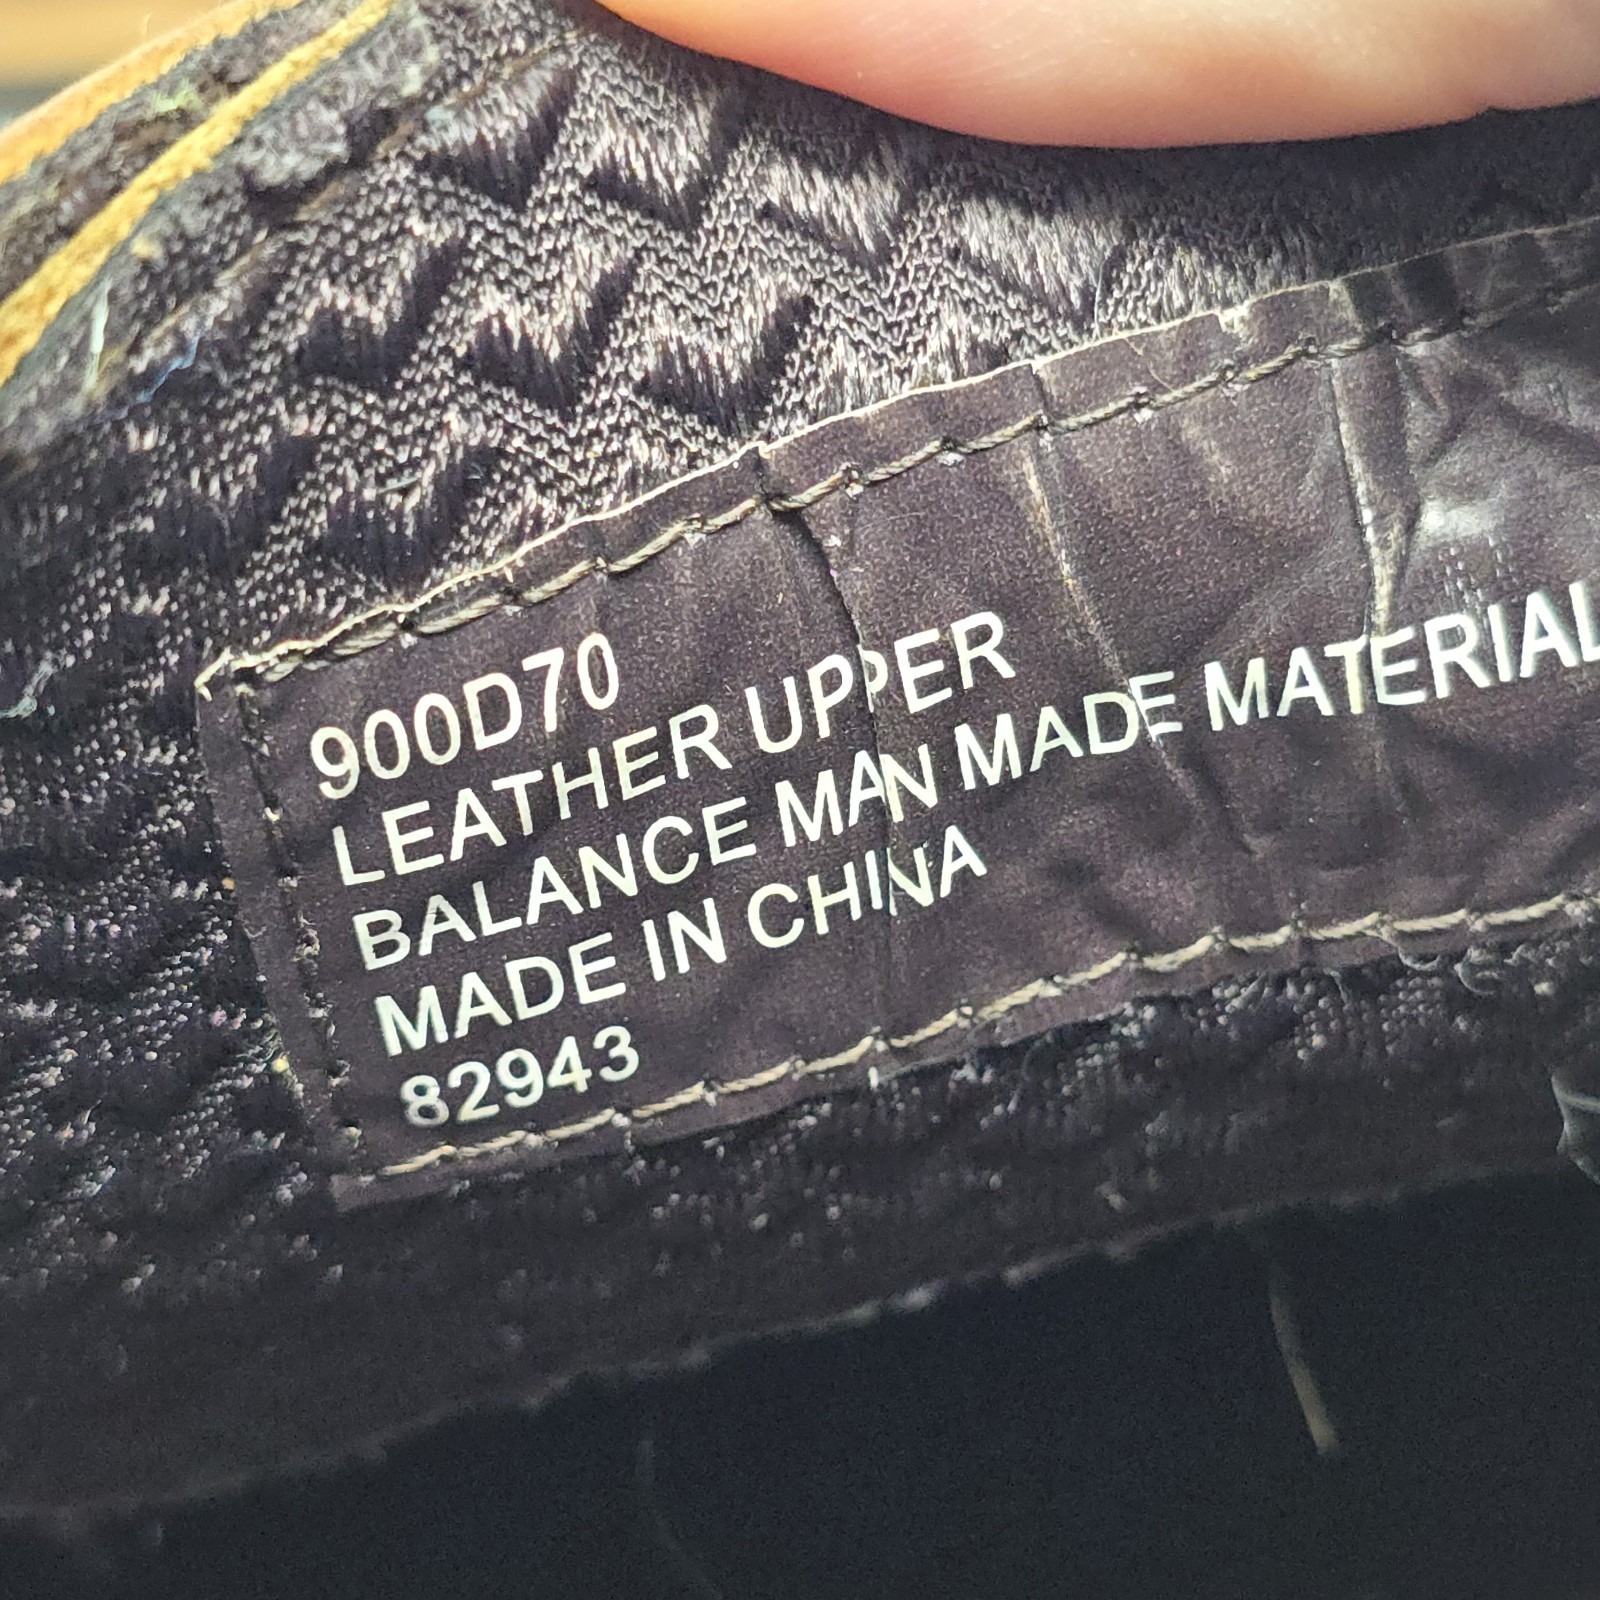 900D70
LEATHER UPPER
BALANCE MAN MADE MATERIAL
MADE IN CHINA
82943